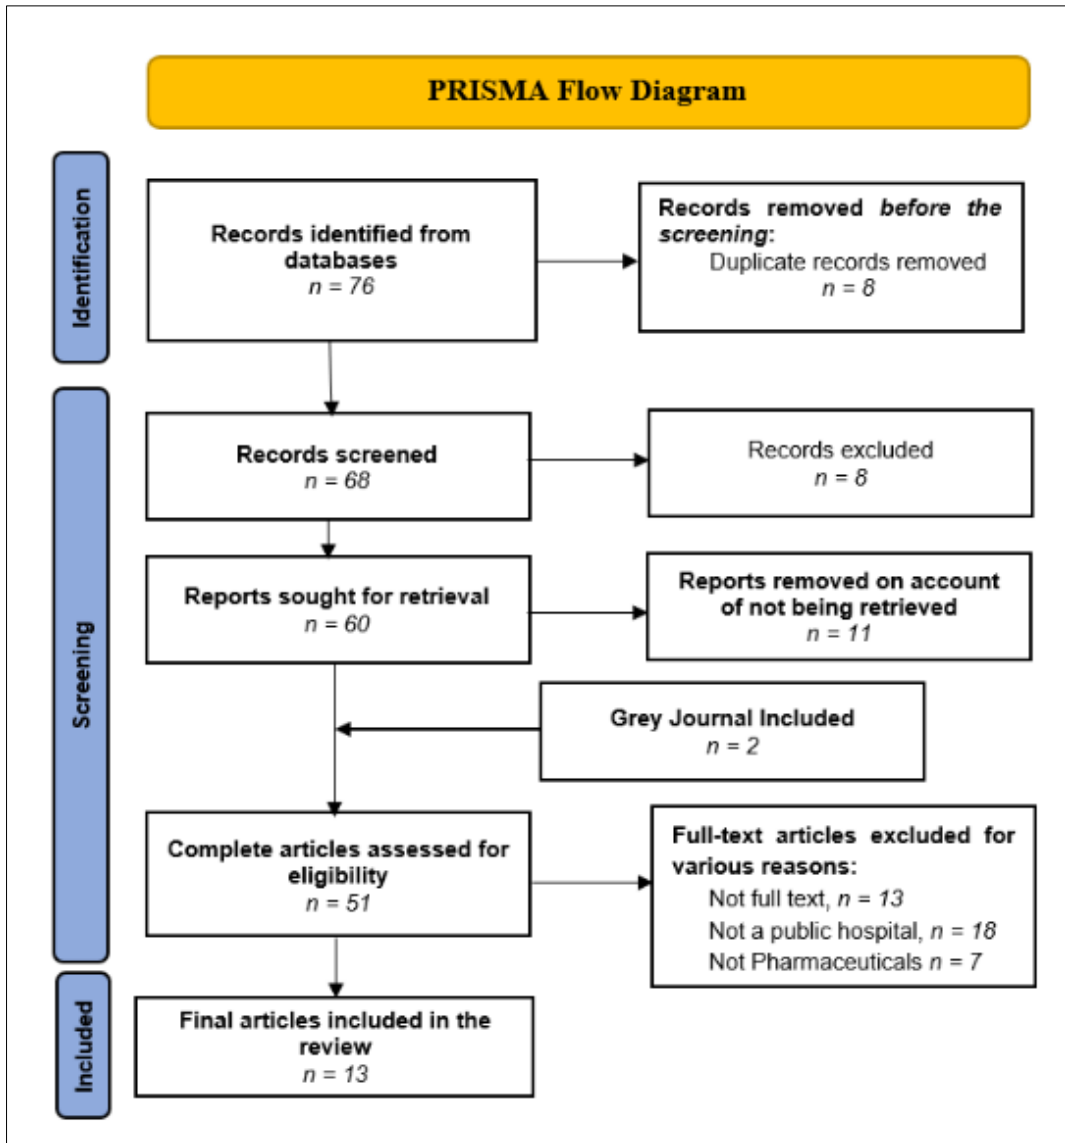 PRISMA Flow Diagram
Identification
Records identified from
databases
n = 76
Records removed before the
screening:
Duplicate records removed
n = 8
Screening
Records screened
n = 68
Records excluded
n = 8
Reports sought for retrieval
n = 60
Reports removed on account
of not being retrieved
n = 11
Grey Journal Included
n = 2
Complete articles assessed for
eligibility
n = 51
Full-text articles excluded for
various reasons:
Not full text, n = 13
Not a public hospital, n = 18
Not Pharmaceuticals n = 7
Included
Final articles included in the
review
n = 13